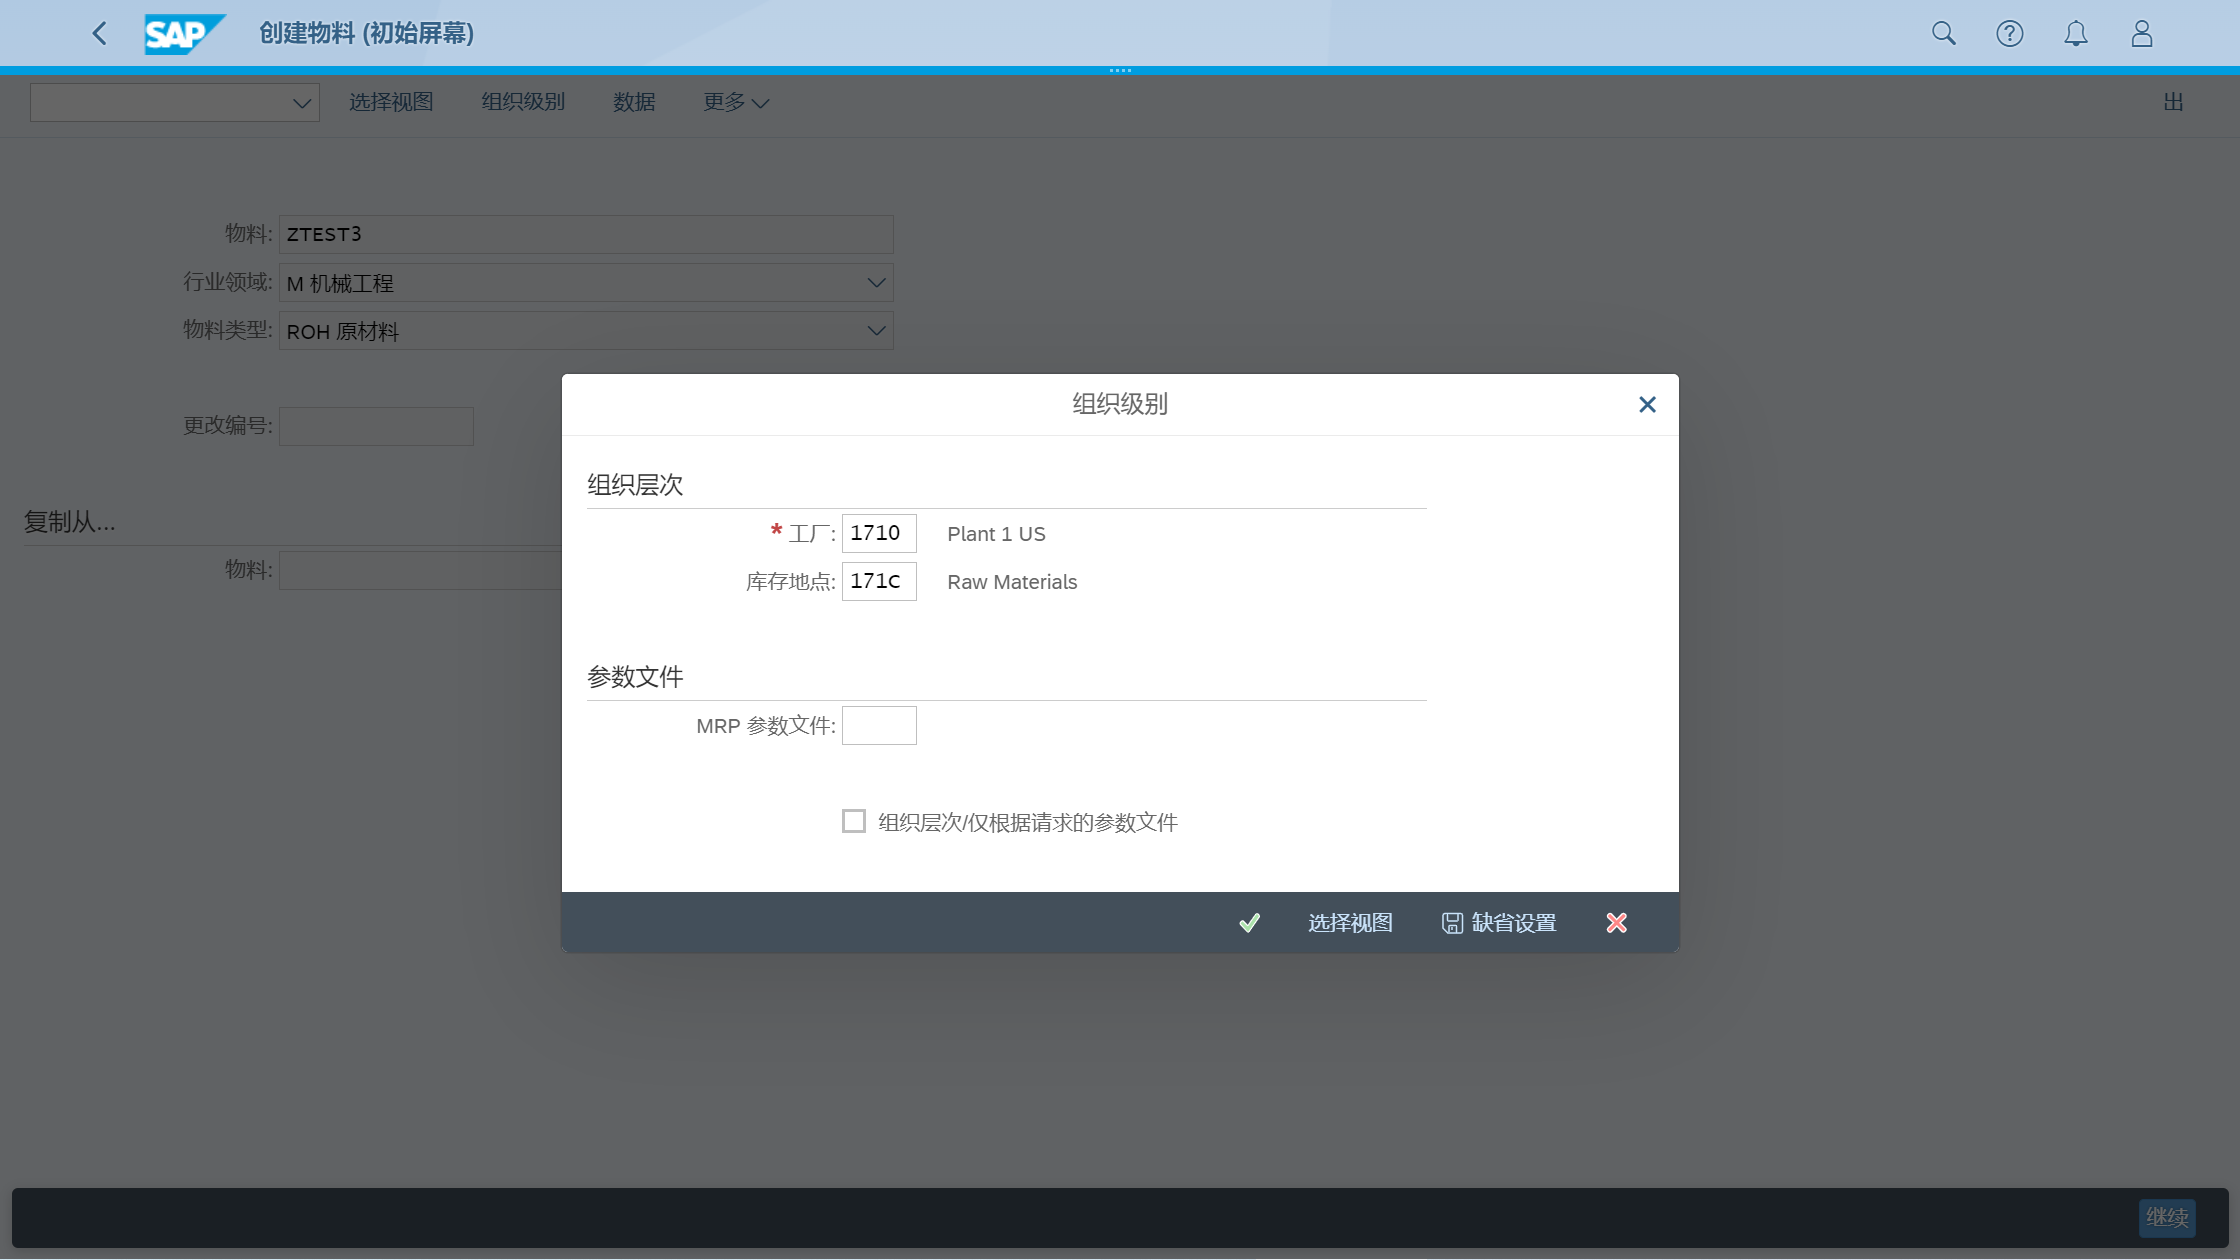 SAP 创建物料 (初始屏幕)
选择视图 组织级别 数据 更多 出
物料: ZTEST3
行业领域: M 机械工程
物料类型: ROH 原材料
更改编号:
复制从...
物料:
组织级别
组织层次
* 工厂: 1710 Plant 1 US
库存地点: 171C Raw Materials
参数文件
MRP 参数文件:
组织层次/仅根据请求的参数文件
选择视图 缺省设置
继续